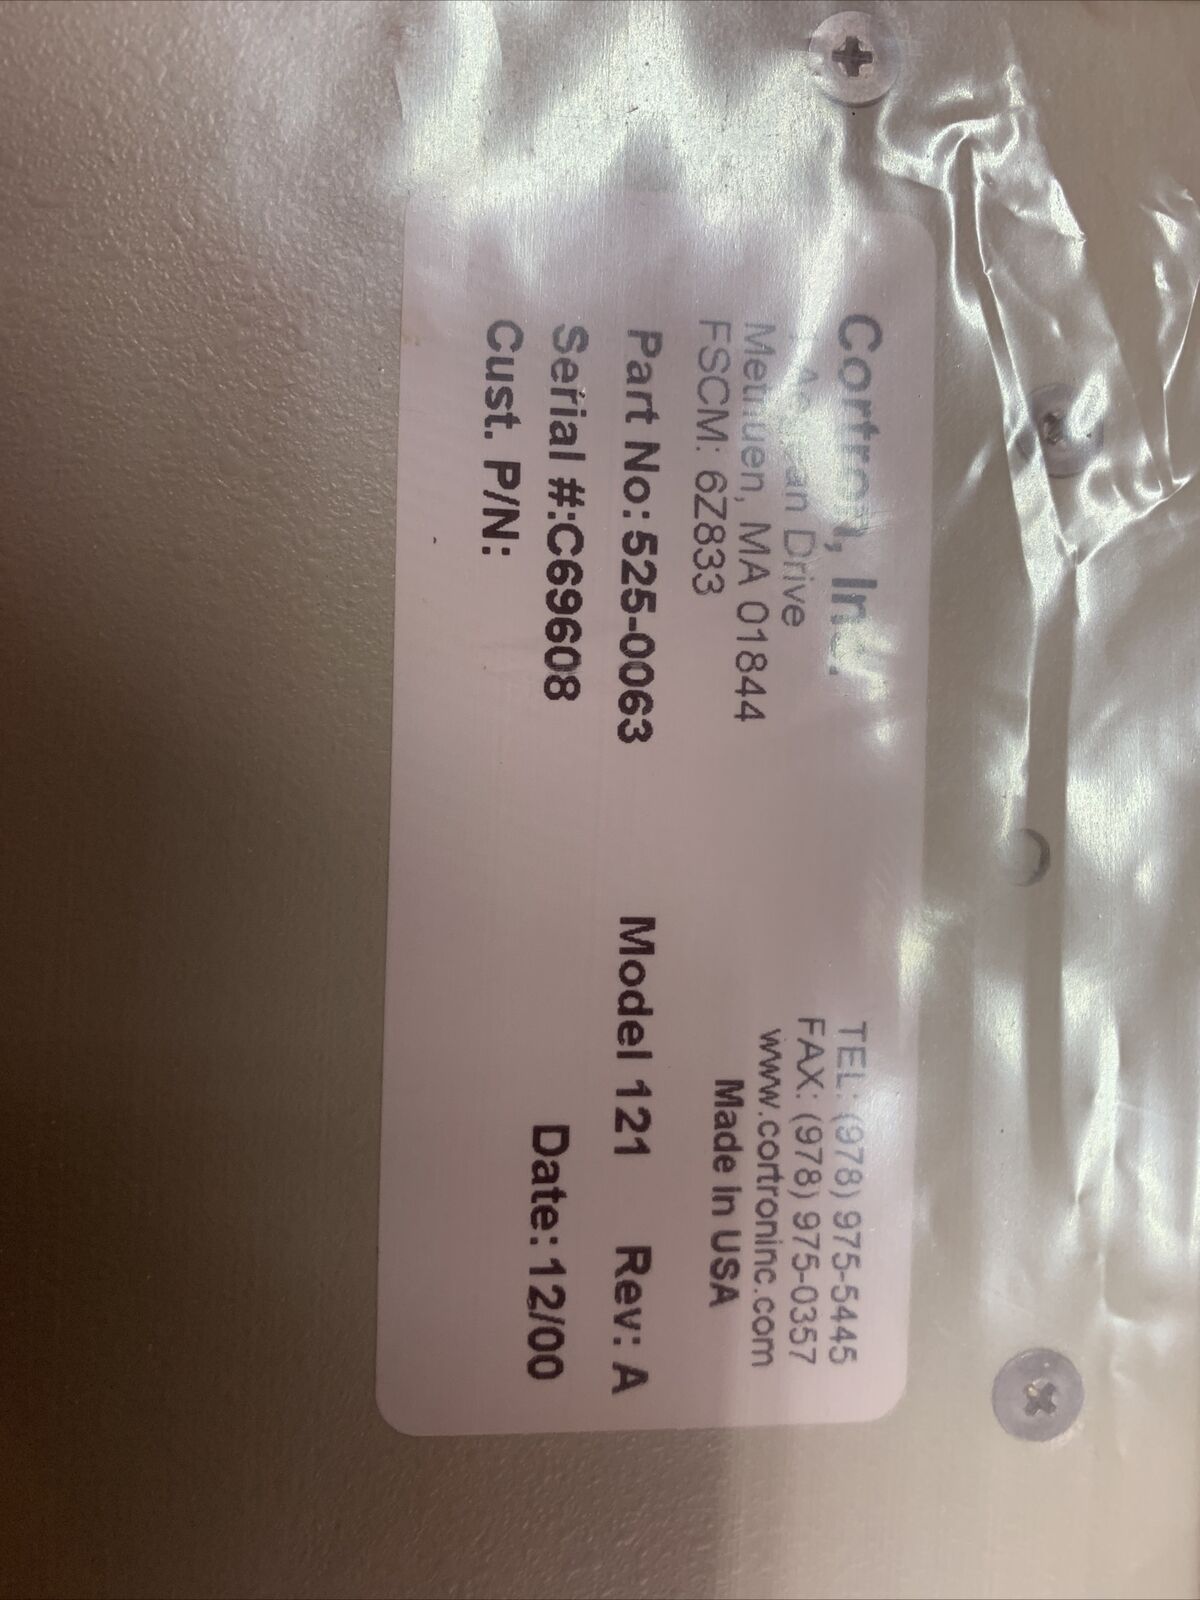 Cortron, Inc.
Drive
Methuen, MA 01844
FSCM: 6Z833
TEL: (978) 975-5445
FAX: (978) 975-0357
www.cortroninc.com
Made In USA
Part No: 525-0063 Model 121 Rev: A
Serial #:C69608 Date: 12/00
Cust. P/N: